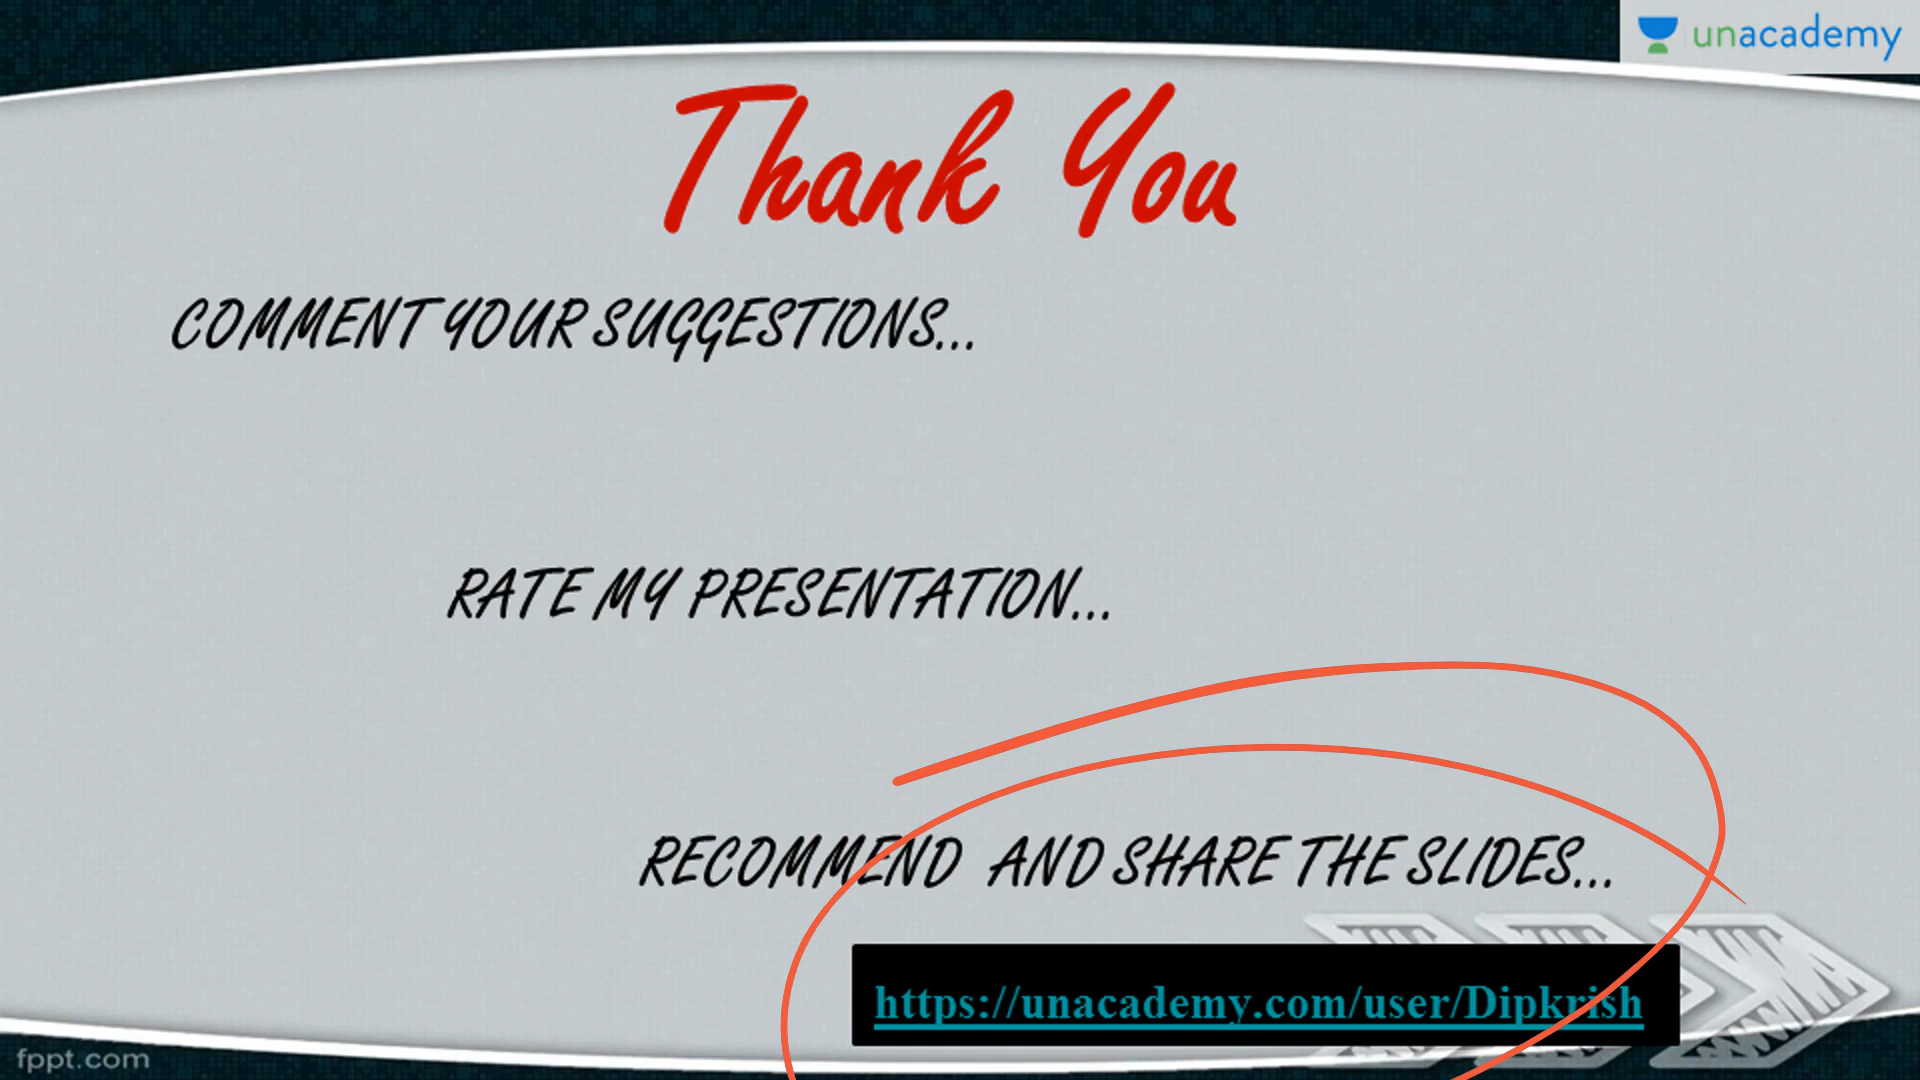 unacademy
Thank You
COMMENT YOUR SUGGESTIONS...
RATE MY PRESENTATION...
RECOMMEND AND SHARE THE SLIDES...
https://unacademy.com/user/Dipkrish
fppt.com